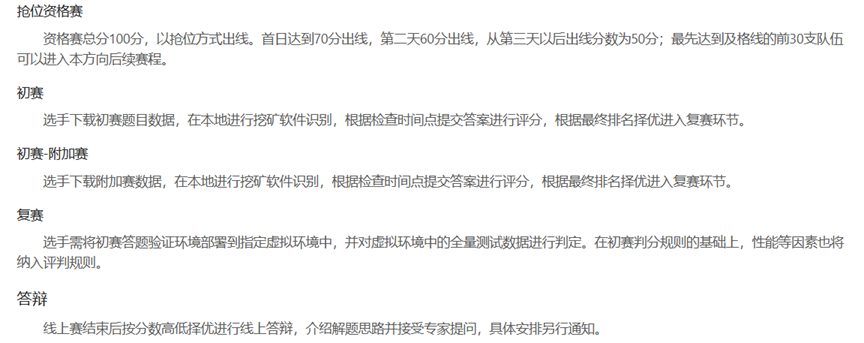 抢位资格赛
资格赛总分100分，以抢位方式出线。首日达到70分出线，第二天60分出线，从第三天以后出线分数为50分；最先达到及格线的前30支队伍
可以进入本方向后续赛程。
初赛
选手下载初赛题目数据，在本地进行挖矿软件识别，根据检查时间点提交答案进行评分，根据最终排名择优进入复赛环节。
初赛-附加赛
选手下载附加赛数据，在本地进行挖矿软件识别，根据检查时间点提交答案进行评分，根据最终排名择优进入复赛环节。
复赛
选手需将初赛答题验证环境部署到指定虚拟环境中，并对虚拟环境中的全量测试数据进行判定。在初赛判分规则的基础上，性能等因素也将
纳入评判规则。
答辩
线上赛结束后按分数高低择优进行线上答辩，介绍解题思路并接受专家提问，具体安排另行通知。